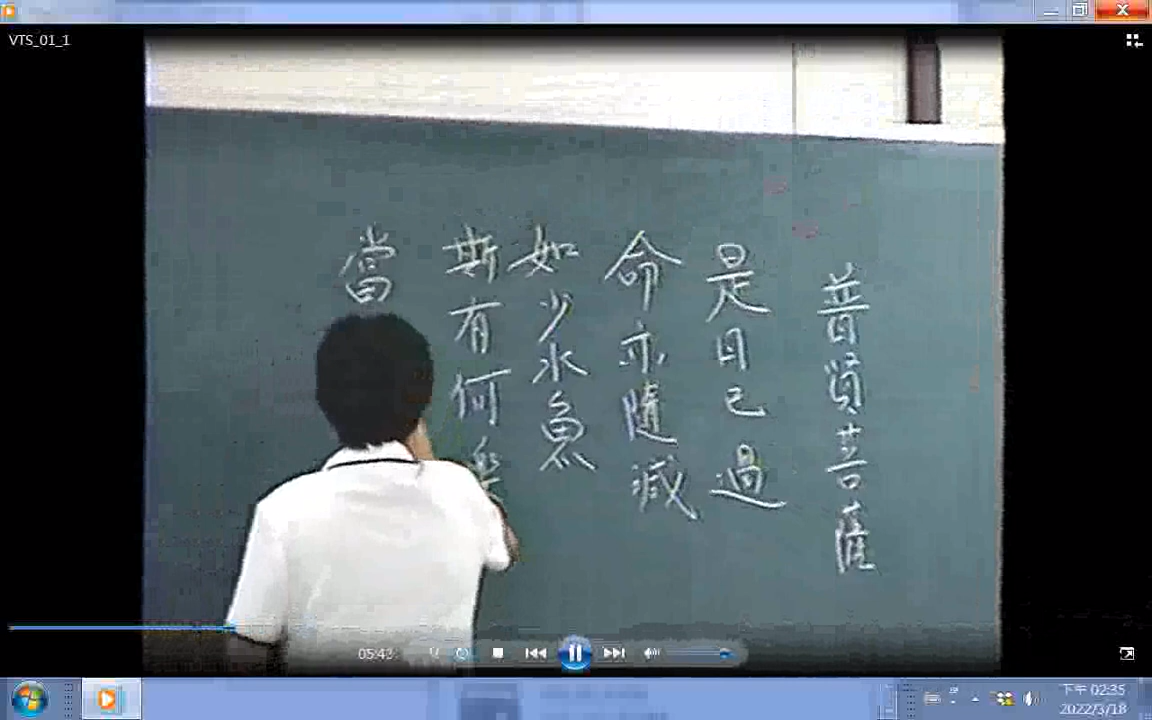 VTS_01_1
普賢菩薩
是日已過
命亦隨減
如少水魚
斯有何樂
當
05:43
下午 02:35
2022/3/18